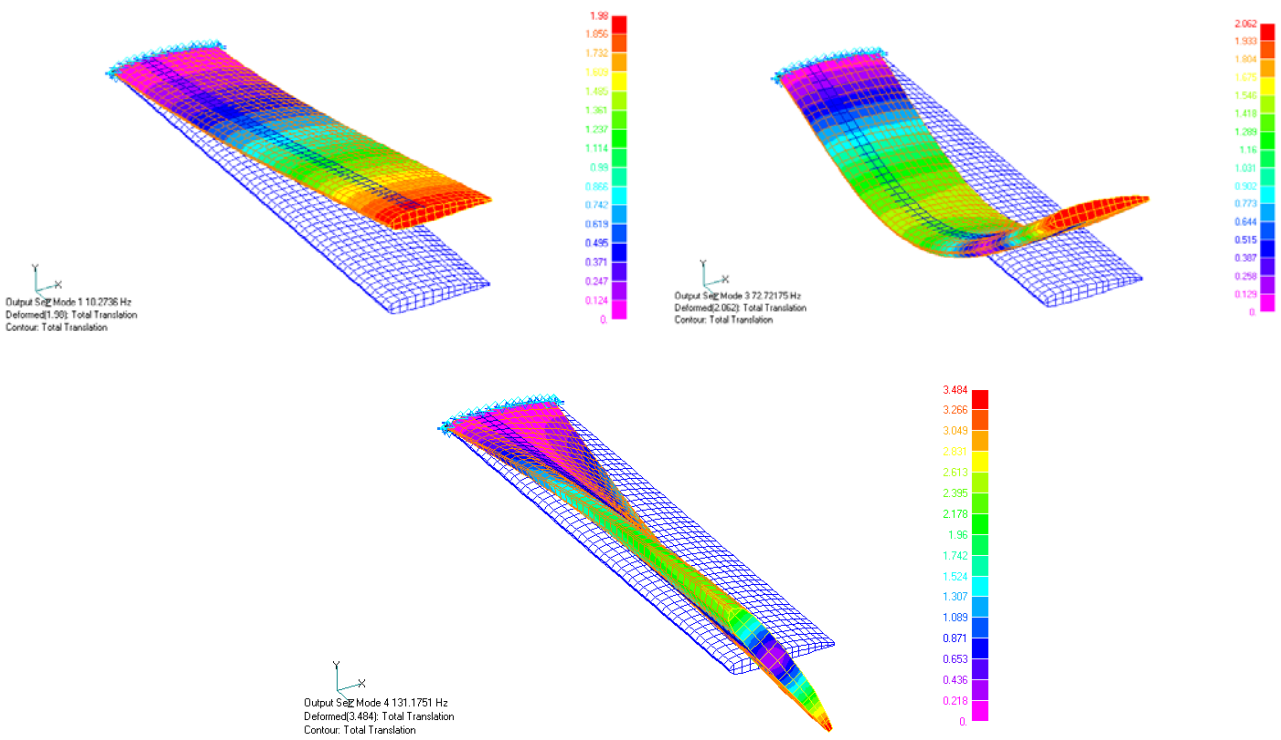 1.98
1.856
1.732
1.609
1.485
1.361
1.237
1.114
0.99
0.866
0.742
0.619
0.495
0.371
0.247
0.124
0.
Y
X
Z
Output Set: Mode 1 10.2736 Hz
Deformed(1.98): Total Translation
Contour: Total Translation
2.062
1.933
1.804
1.675
1.546
1.418
1.289
1.16
1.031
0.902
0.773
0.644
0.515
0.387
0.258
0.129
0.
Y
X
Z
Output Set: Mode 3 72.72175 Hz
Deformed(2.062): Total Translation
Contour: Total Translation
3.484
3.266
3.049
2.831
2.613
2.395
2.178
1.96
1.742
1.524
1.307
1.089
0.871
0.653
0.436
0.218
0.
Y
X
Z
Output Set: Mode 4 131.1751 Hz
Deformed(3.484): Total Translation
Contour: Total Translation